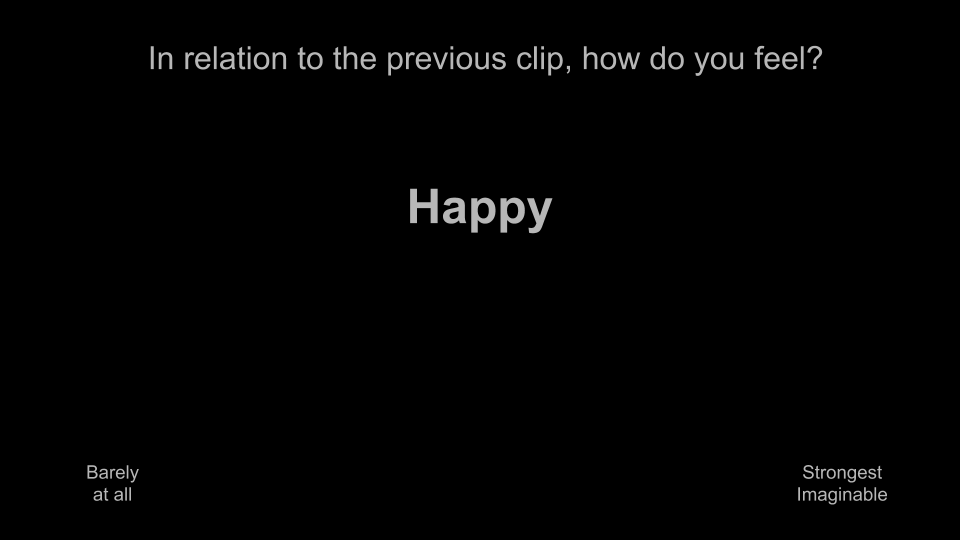 In relation to the previous clip, how do you feel?
Happy
Barely
at all
Strongest
Imaginable